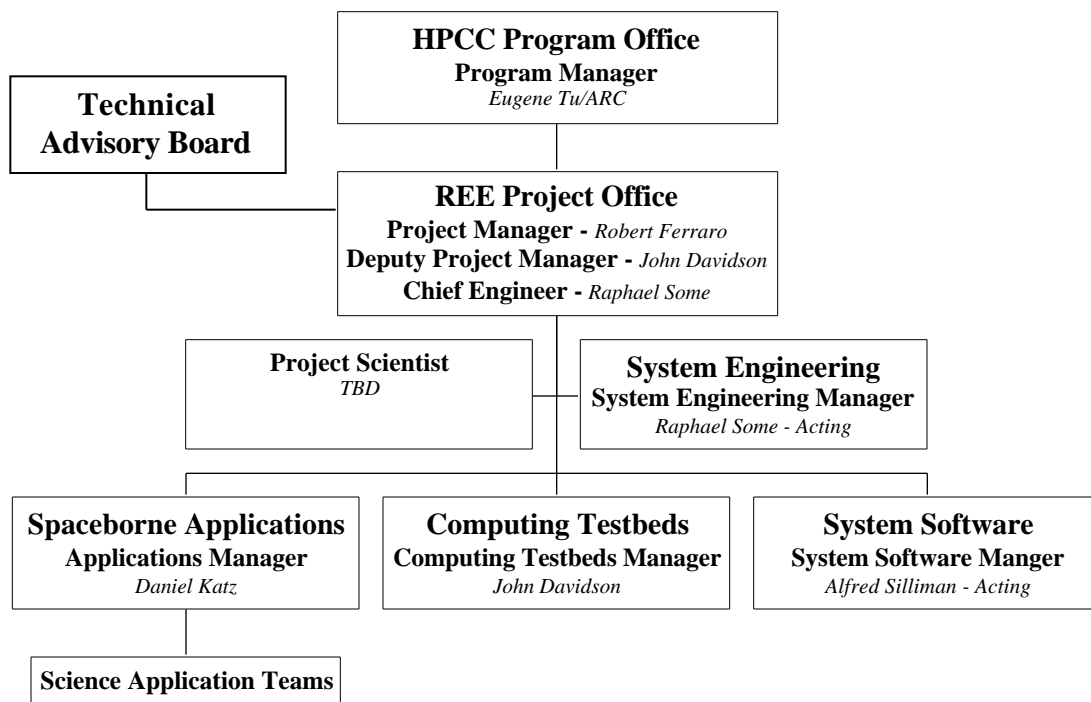 HPCC Program Office
Program Manager
Eugene Tu/ARC
Technical
Advisory Board
REE Project Office
Project Manager - Robert Ferraro
Deputy Project Manager - John Davidson
Chief Engineer - Raphael Some
Project Scientist
TBD
System Engineering
System Engineering Manager
Raphael Some - Acting
Spaceborne Applications
Applications Manager
Daniel Katz
Computing Testbeds
Computing Testbeds Manager
John Davidson
System Software
System Software Manger
Alfred Silliman - Acting
Science Application Teams